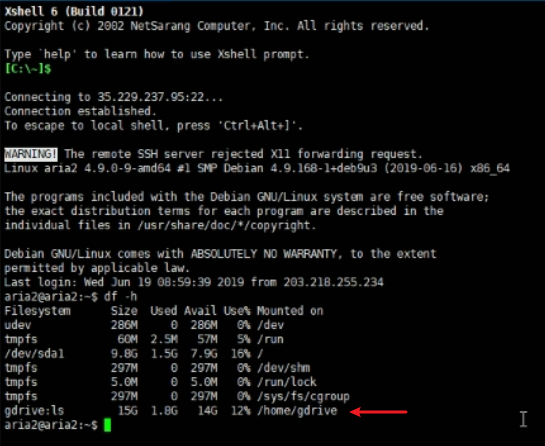 Xshell 6 (Build 0121)
Copyright (c) 2002 NetSarang Computer, Inc. All rights reserved.
Type `help' to learn how to use Xshell prompt.
[C:\~]$
Connecting to 35.229.237.95:22...
Connection established.
To escape to local shell, press 'Ctrl+Alt+]'.
WARNING! The remote SSH server rejected X11 forwarding request.
Linux aria2 4.9.0-9-amd64 #1 SMP Debian 4.9.168-1+deb9u3 (2019-06-16) x86_64
The programs included with the Debian GNU/Linux system are free software;
the exact distribution terms for each program are described in the
individual files in /usr/share/doc/*/copyright.
Debian GNU/Linux comes with ABSOLUTELY NO WARRANTY, to the extent
permitted by applicable law.
Last login: Wed Jun 19 08:59:39 2019 from 203.218.255.234
aria2@aria2:~$ df -h
Filesystem      Size  Used Avail Use% Mounted on
udev            286M     0  286M   0% /dev
tmpfs            60M  2.5M   57M   5% /run
/dev/sda1       9.8G  1.5G  7.9G  16% /
tmpfs           297M     0  297M   0% /dev/shm
tmpfs           5.0M     0  5.0M   0% /run/lock
tmpfs           297M     0  297M   0% /sys/fs/cgroup
gdrive:ls        15G  1.8G   14G  12% /home/gdrive
aria2@aria2:~$